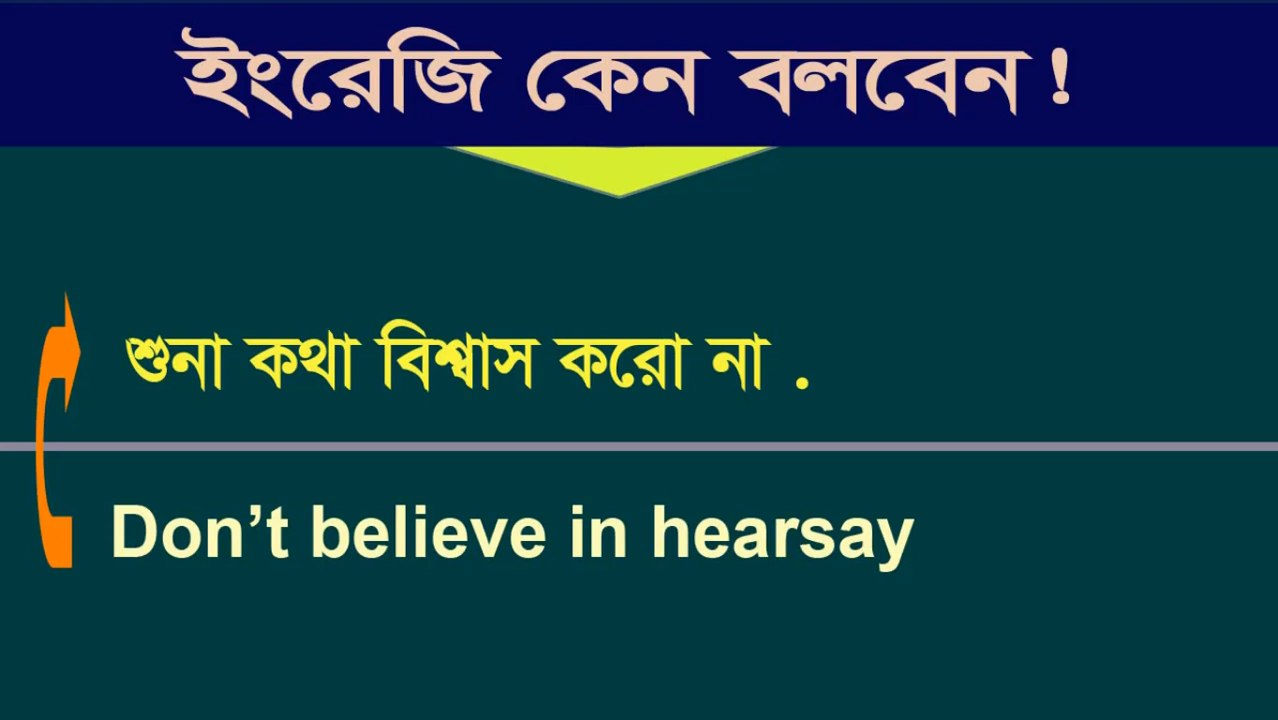 ইংরেজি কেন বলবেন !
শুনা কথা বিশ্বাস করো না .
Don’t believe in hearsay